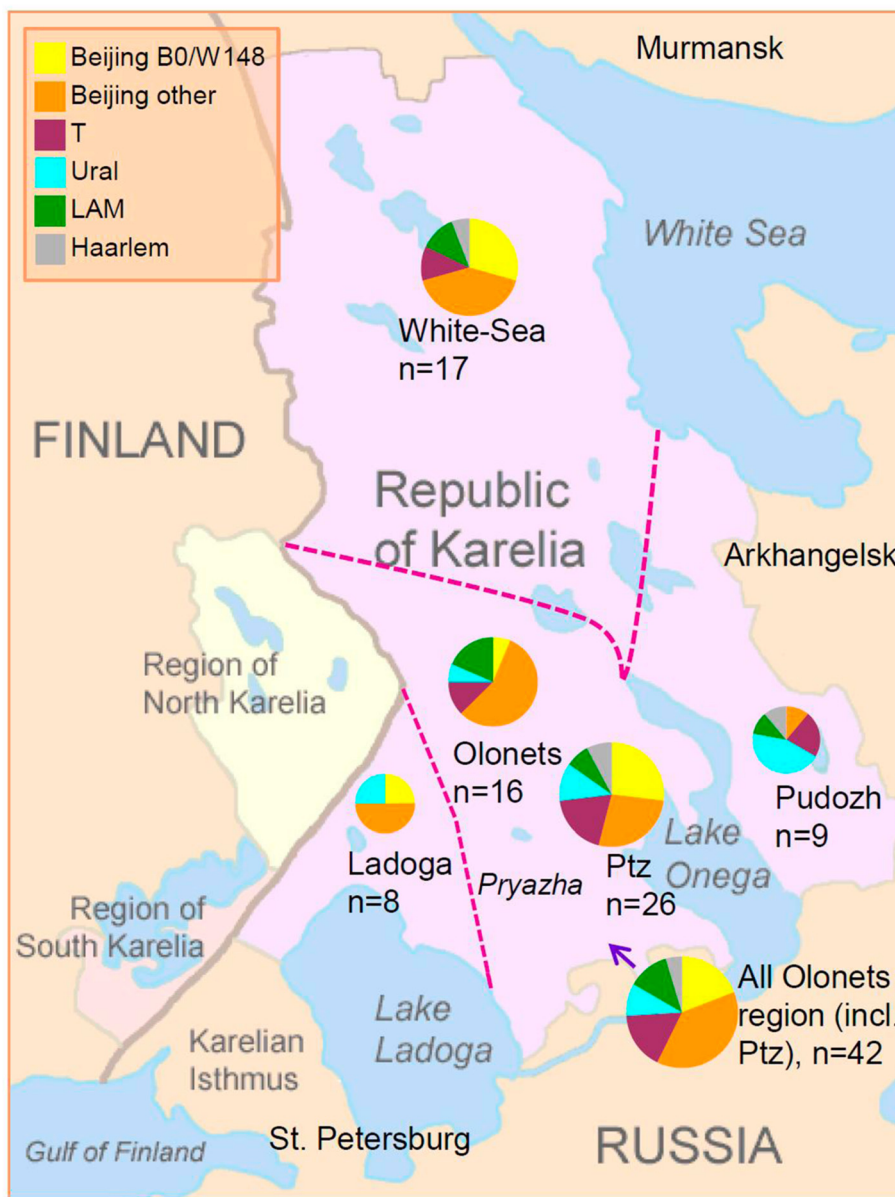 Beijing B0/W148
Beijing other
T
Ural
LAM
Haarlem
Murmansk
White Sea
White-Sea
n=17
FINLAND
Republic
of Karelia
Arkhangelsk
Region of
North Karelia
Olonets
n=16
Pudozh
n=9
Ladoga
n=8
Pryazha
Ptz
n=26
Lake
Onega
Region of
South Karelia
Lake
Ladoga
All Olonets
region (incl.
Ptz), n=42
Karelian
Isthmus
Gulf of Finland
St. Petersburg
RUSSIA